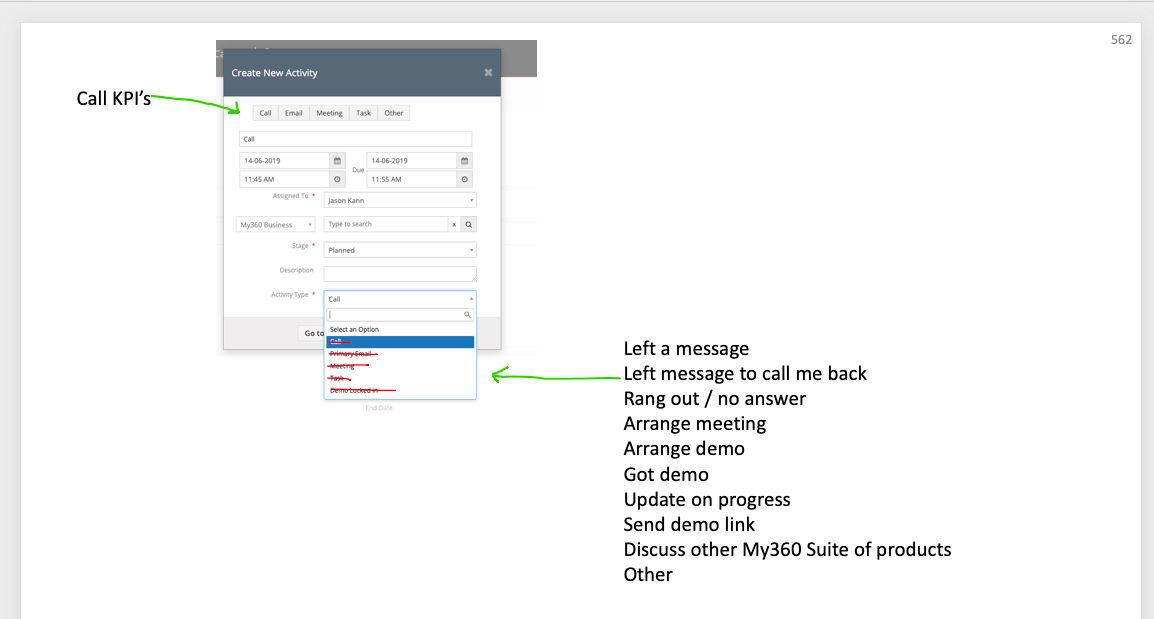 562
Create New Activity
Call KPI's
Call Email Meeting Task Other
Call
14-06-2019 Due 14-06-2019
11:45 AM 11:55 AM
Assigned To * Jason Kann
My360 Business Type to search x
Stage * Planned
Description
Activity Type * Call
Select an Option
Go to
Call
Primary Email
Meeting
Task
Demo Locked in
End Date
Left a message
Left message to call me back
Rang out / no answer
Arrange meeting
Arrange demo
Got demo
Update on progress
Send demo link
Discuss other My360 Suite of products
Other